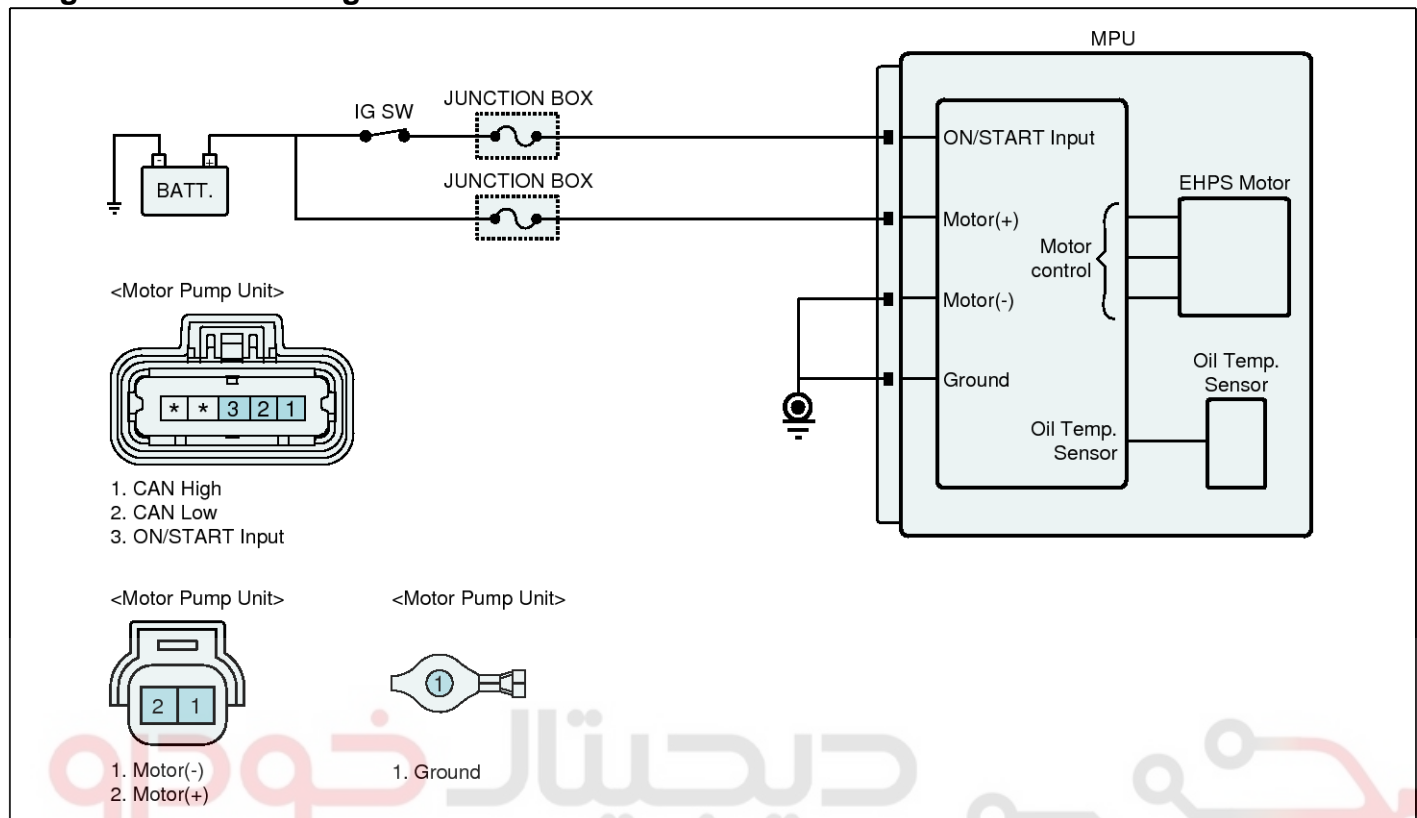 MPU
IG SW
JUNCTION BOX
ON/START Input
- +
BATT.
JUNCTION BOX
Motor(+)
Motor control
EHPS Motor
Motor(-)
Ground
Oil Temp. Sensor
Oil Temp. Sensor
<Motor Pump Unit>
* * 3 2 1
1. CAN High
2. CAN Low
3. ON/START Input
<Motor Pump Unit>
2 1
1. Motor(-)
2. Motor(+)
<Motor Pump Unit>
1
1. Ground
دیجیتال خودرو